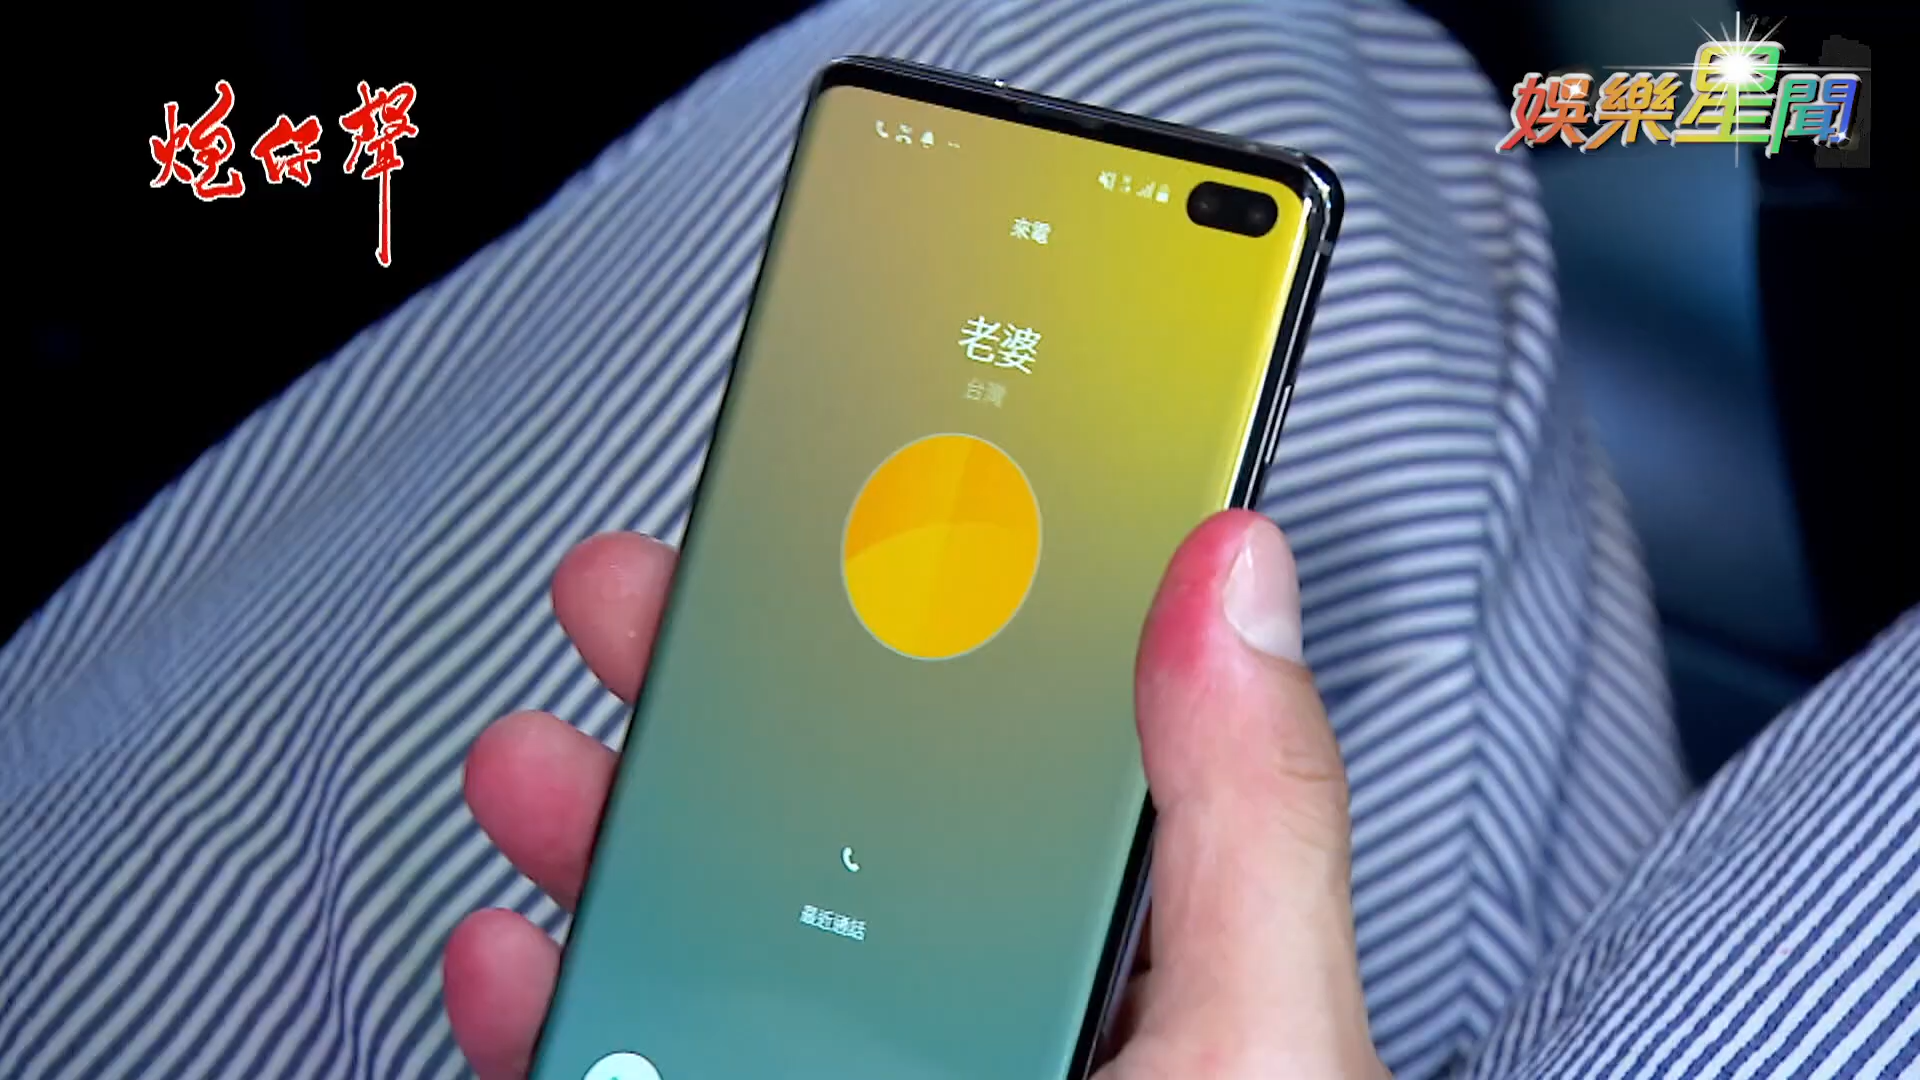 炮仔聲
娛樂星聞
來電
老婆
台灣
最近通話